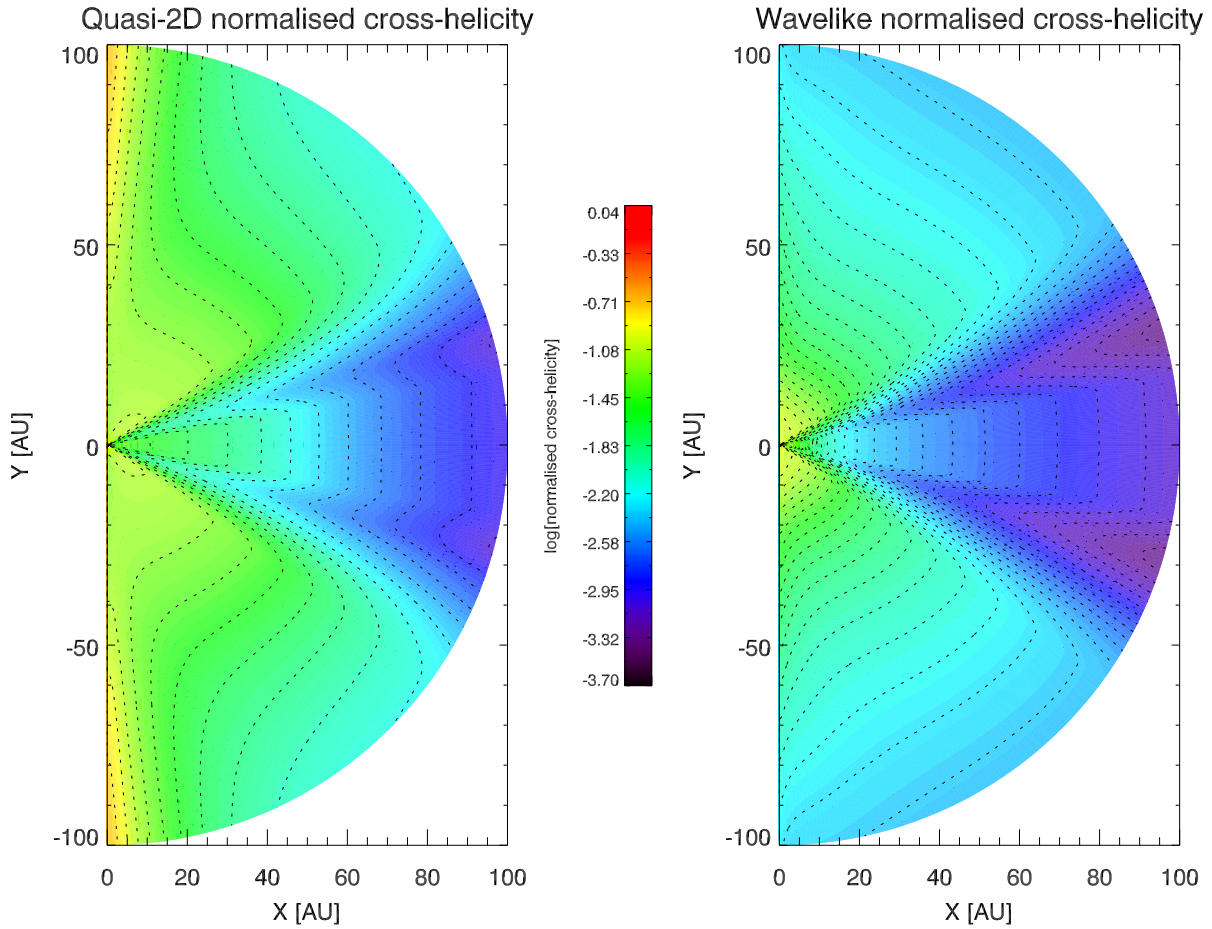 Quasi-2D normalised cross-helicity
100
50
0
-50
-100
Y [AU]
0 20 40 60 80 100
X [AU]
0.04
-0.33
-0.71
-1.08
-1.45
-1.83
-2.20
-2.58
-2.95
-3.32
-3.70
log[normalised cross-helicity]
Wavelike normalised cross-helicity
100
50
0
-50
-100
Y [AU]
0 20 40 60 80 100
X [AU]